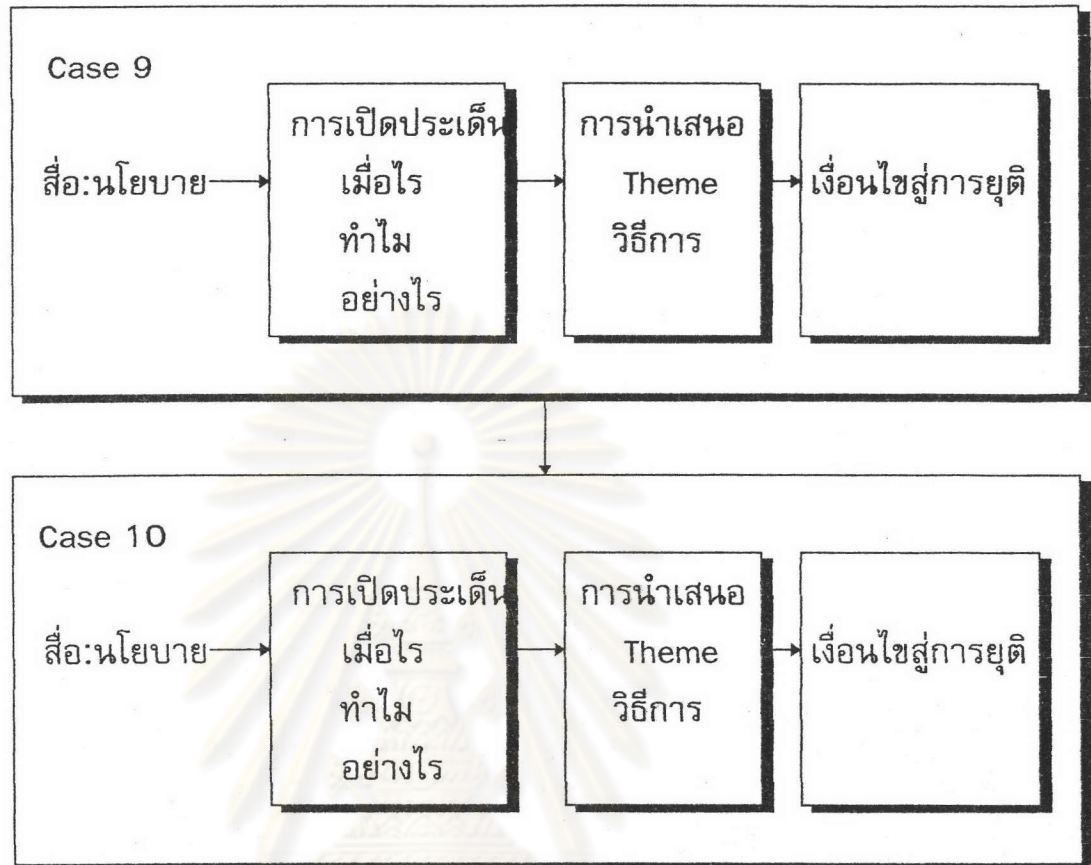 Case 9
การเปิดประเด็น
การนำเสนอ
สื่อ:นโยบาย
เมื่อไร
Theme
เงื่อนไขสู่การยุติ
ทำไม
วิธีการ
อย่างไร
Case 10
การเปิดประเด็น
การนำเสนอ
สื่อ:นโยบาย
เมื่อไร
Theme
เงื่อนไขสู่การยุติ
ทำไม
วิธีการ
อย่างไร